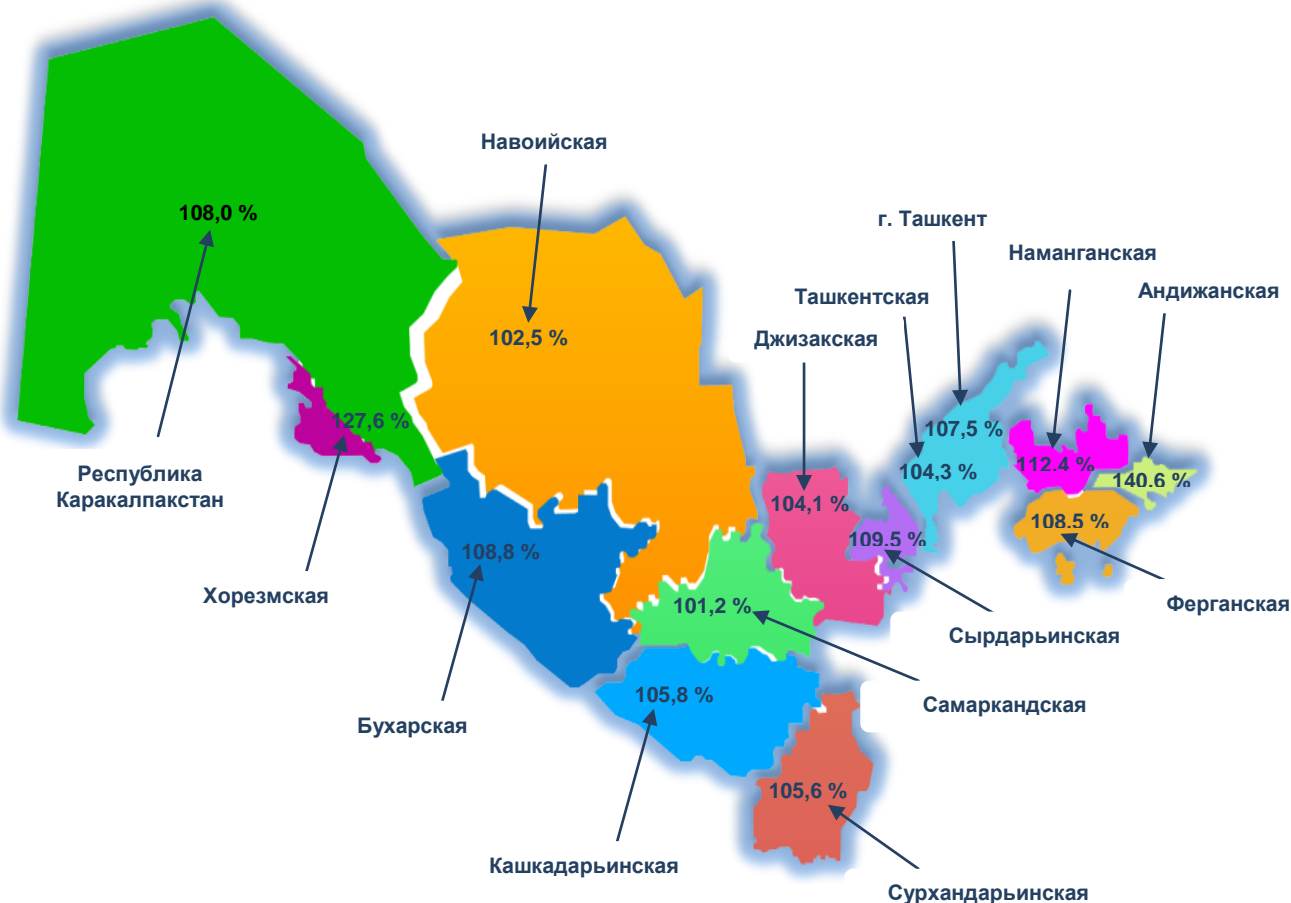 Навоийская
108,0 %
г. Ташкент
Наманганская
Андижанская
Ташкентская
Джизакская
102,5 %
127,6 %
107,5 %
112,4 %
104,3 %
140,6 %
104,1 %
108,5 %
109,5 %
Республика
Каракалпакстан
108,8 %
Хорезмская
101,2 %
Ферганская
Сырдарьинская
105,8 %
Самаркандская
Бухарская
105,6 %
Кашкадарьинская
Сурхандарьинская